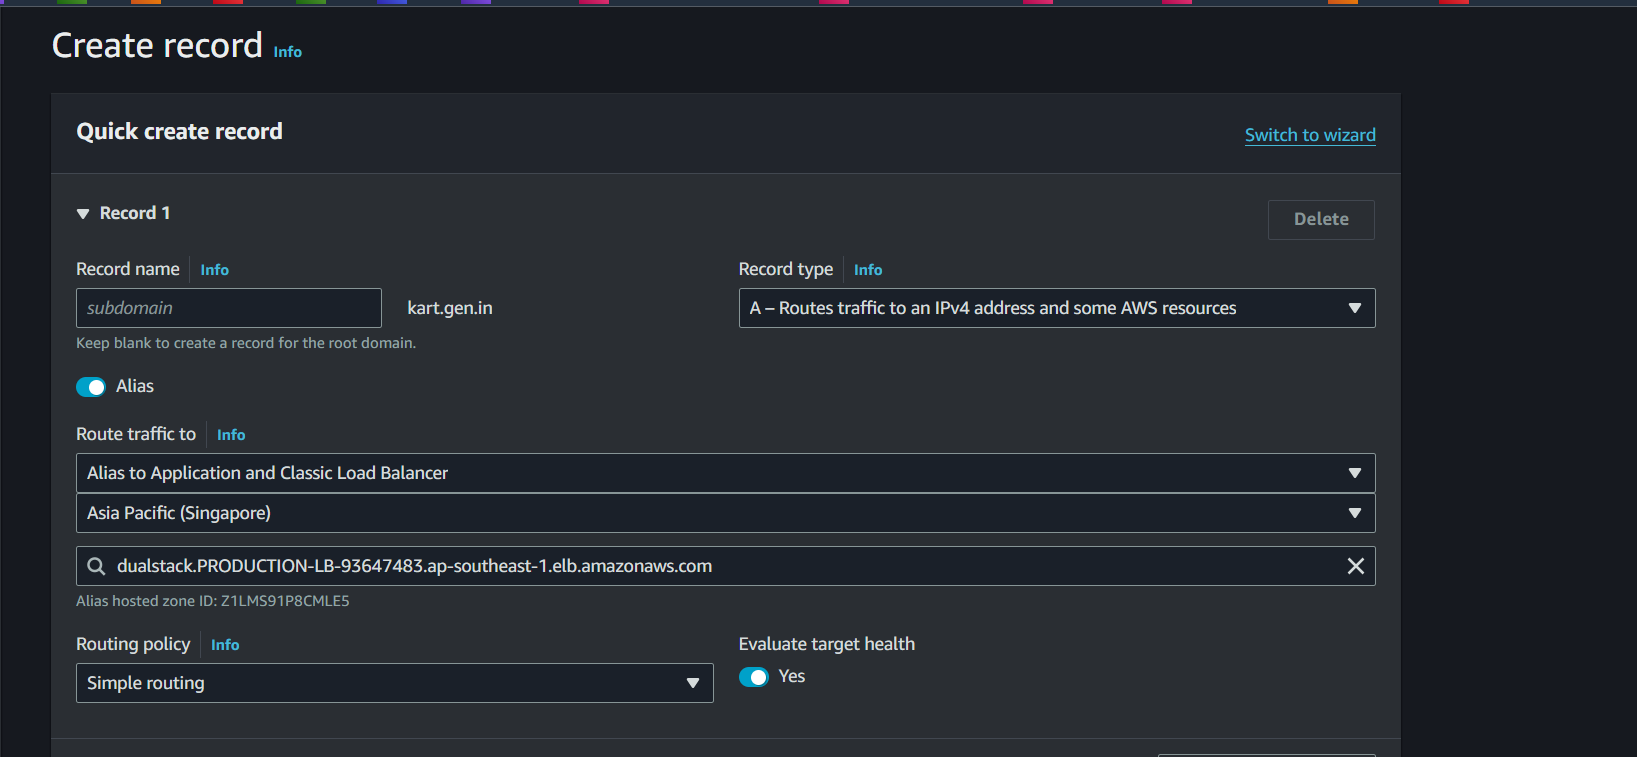 Create record Info
Quick create record
Switch to wizard
Record 1
Delete
Record name Info
Record type Info
subdomain
kart.gen.in
A – Routes traffic to an IPv4 address and some AWS resources
Keep blank to create a record for the root domain.
Alias
Route traffic to Info
Alias to Application and Classic Load Balancer
Asia Pacific (Singapore)
dualstack.PRODUCTION-LB-93647483.ap-southeast-1.elb.amazonaws.com
Alias hosted zone ID: Z1LMS91P8CMLE5
Routing policy Info
Evaluate target health
Simple routing
Yes